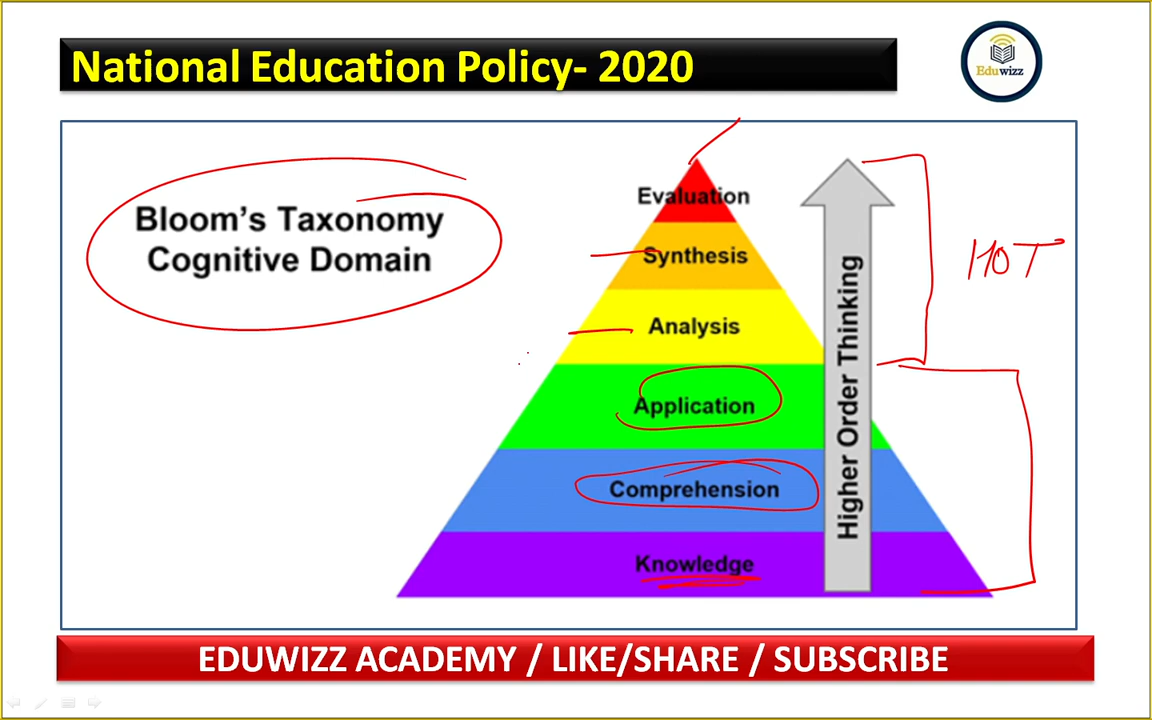 National Education Policy- 2020
Eduwizz
Bloom's Taxonomy
Cognitive Domain
Evaluation
Synthesis
Analysis
Application
Comprehension
Knowledge
Higher Order Thinking
HOT
EDUWIZZ ACADEMY / LIKE/SHARE / SUBSCRIBE